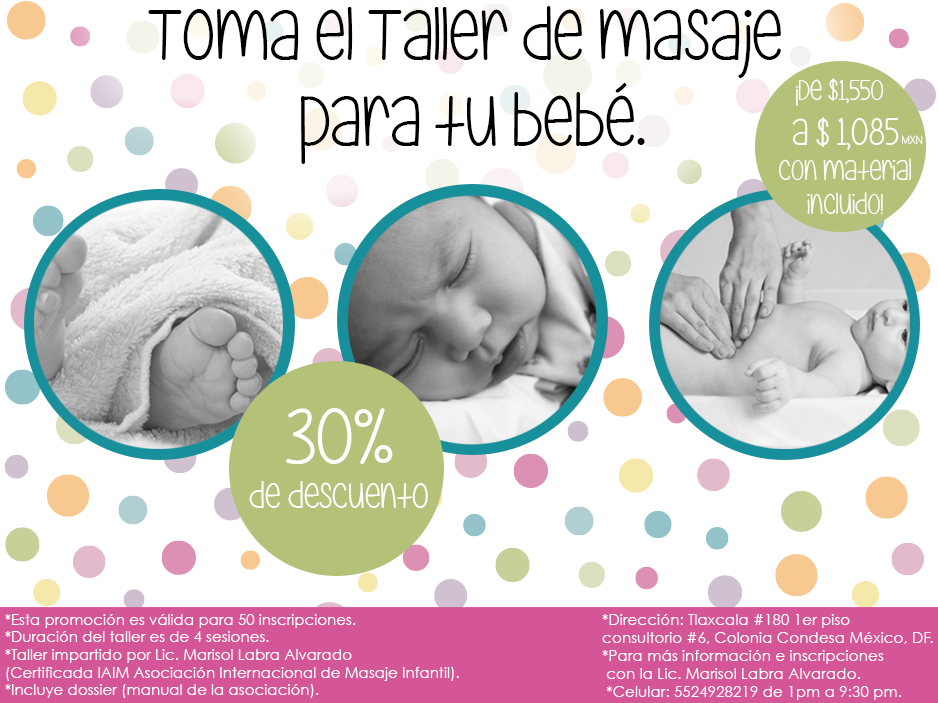 Toma el Taller de masaje
para tu bebé.
¡De $1,550
a $ 1,085 MXN
con material
incluido!
30%
de descuento
*Esta promoción es válida para 50 inscripciones.
*Duración del taller es de 4 sesiones.
*Taller impartido por Lic. Marisol Labra Alvarado
(Certificada IAIM Asociación Internacional de Masaje Infantil).
*Incluye dossier (manual de la asociación).
*Dirección: Tlaxcala #180 1er piso
consultorio #6, Colonia Condesa México, DF.
*Para más información e inscripciones
con la Lic. Marisol Labra Alvarado.
*Celular: 5524928219 de 1pm a 9:30 pm.